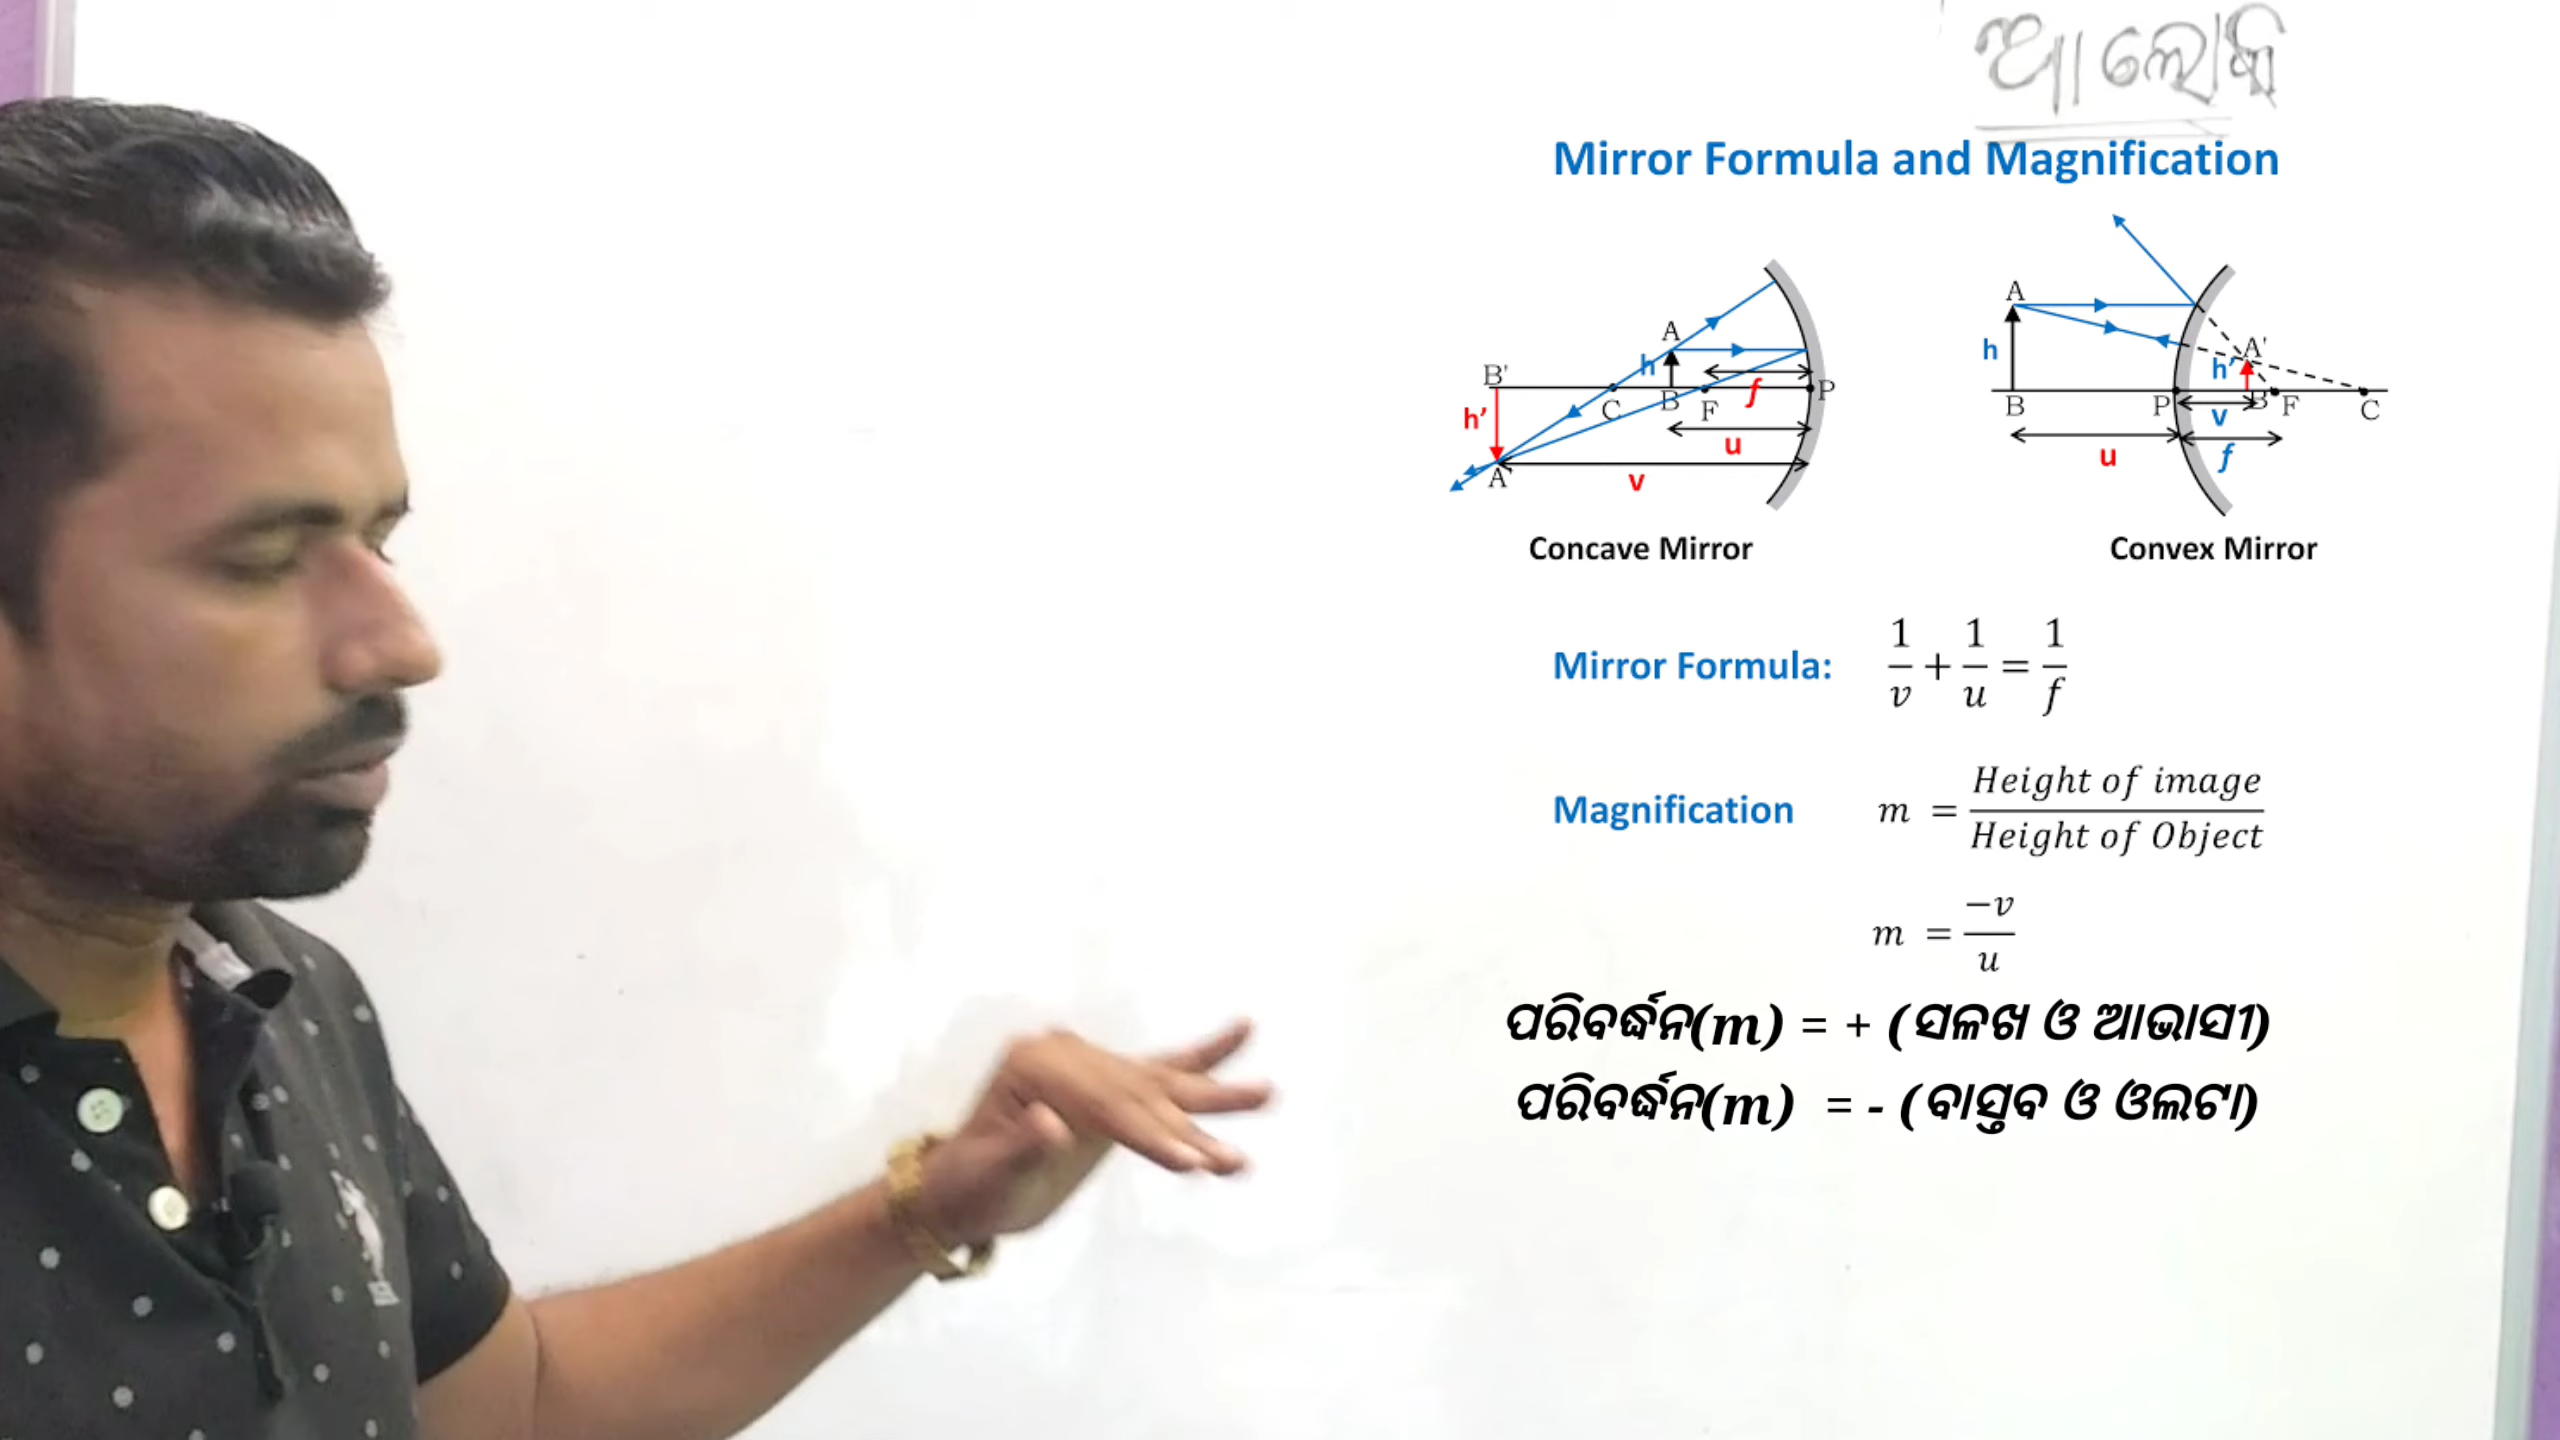 ଆଲୋକ
Mirror Formula and Magnification
A
h
B'
C
B
F
f
P
h'
u
A'
v
Concave Mirror
A
h
B
P
A'
h'
B'
F
C
v
u
f
Convex Mirror
Mirror Formula: 1/v + 1/u = 1/f
Magnification m = Height of image / Height of Object
m = -v/u
ପରିବର୍ଦ୍ଧନ(m) = + (ସଳଖ ଓ ଆଭାସୀ)
ପରିବର୍ଦ୍ଧନ(m) = - (ବାସ୍ତବ ଓ ଓଲଟା)